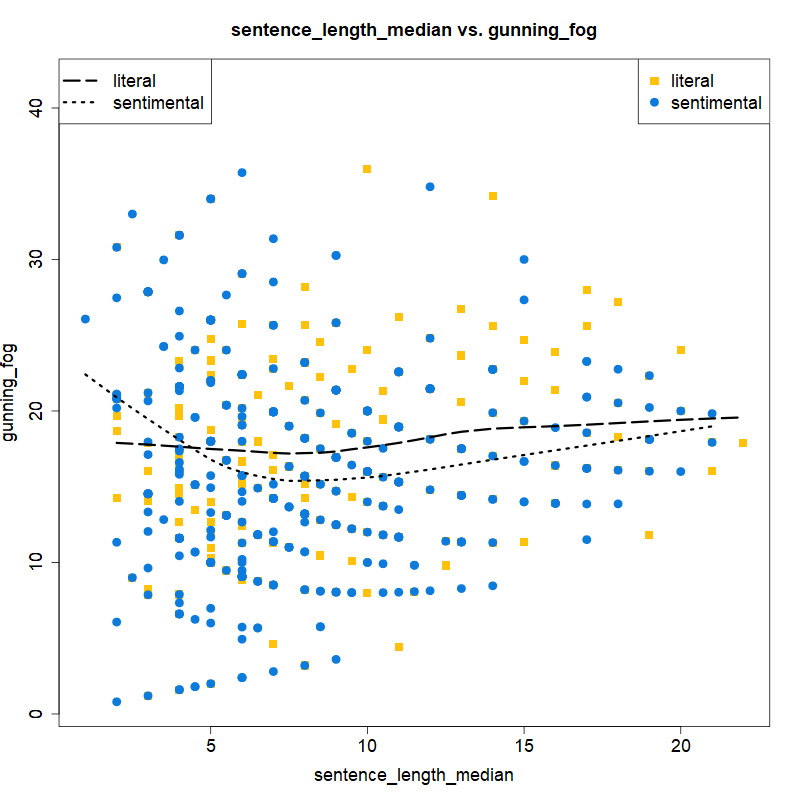 sentence_length_median vs. gunning_fog
literal
sentimental
literal
sentimental
40
30
20
10
0
gunning_fog
5 10 15 20
sentence_length_median